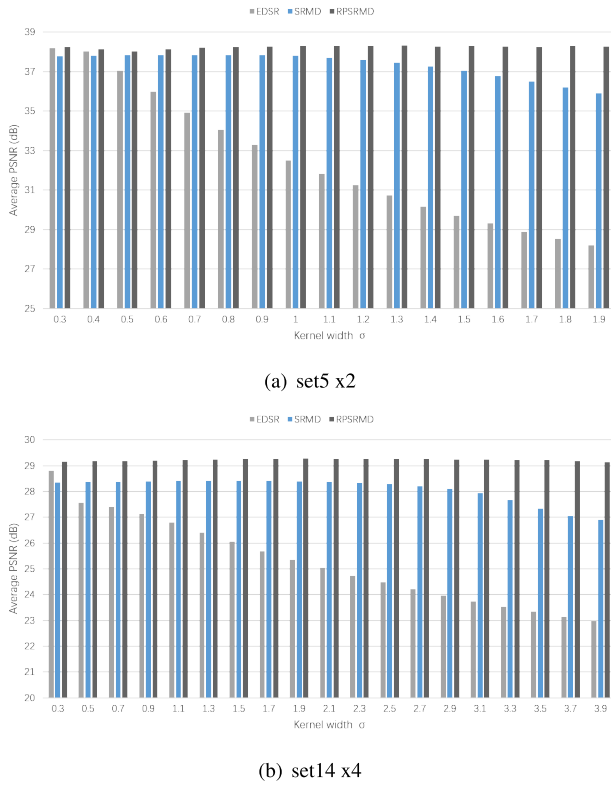 EDSR SRMD RPSRMD
39
37
35
33
31
29
27
25
Average PSNR (dB)
0.3 0.4 0.5 0.6 0.7 0.8 0.9 1 1.1 1.2 1.3 1.4 1.5 1.6 1.7 1.8 1.9
Kernel width σ
(a) set5 x2
EDSR SRMD RPSRMD
30
29
28
27
26
25
24
23
22
21
20
Average PSNR (dB)
0.3 0.5 0.7 0.9 1.1 1.3 1.5 1.7 1.9 2.1 2.3 2.5 2.7 2.9 3.1 3.3 3.5 3.7 3.9
Kernel width σ
(b) set14 x4